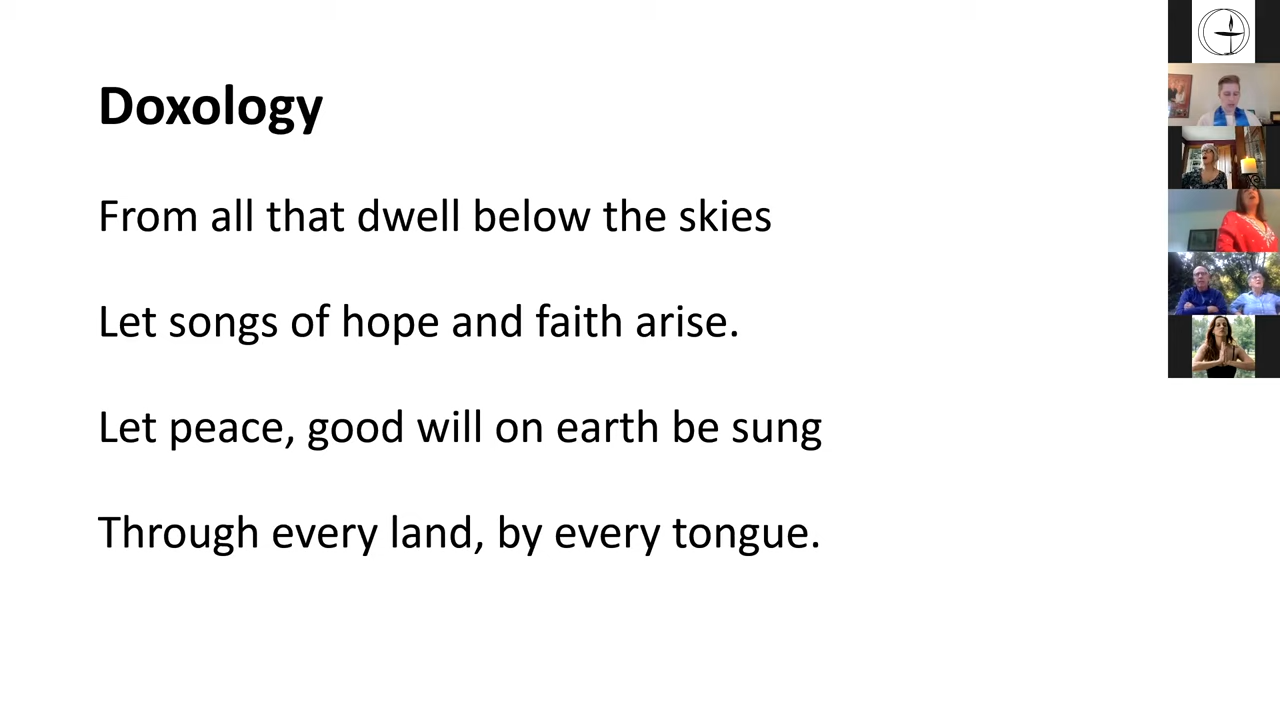 Doxology
From all that dwell below the skies
Let songs of hope and faith arise.
Let peace, good will on earth be sung
Through every land, by every tongue.